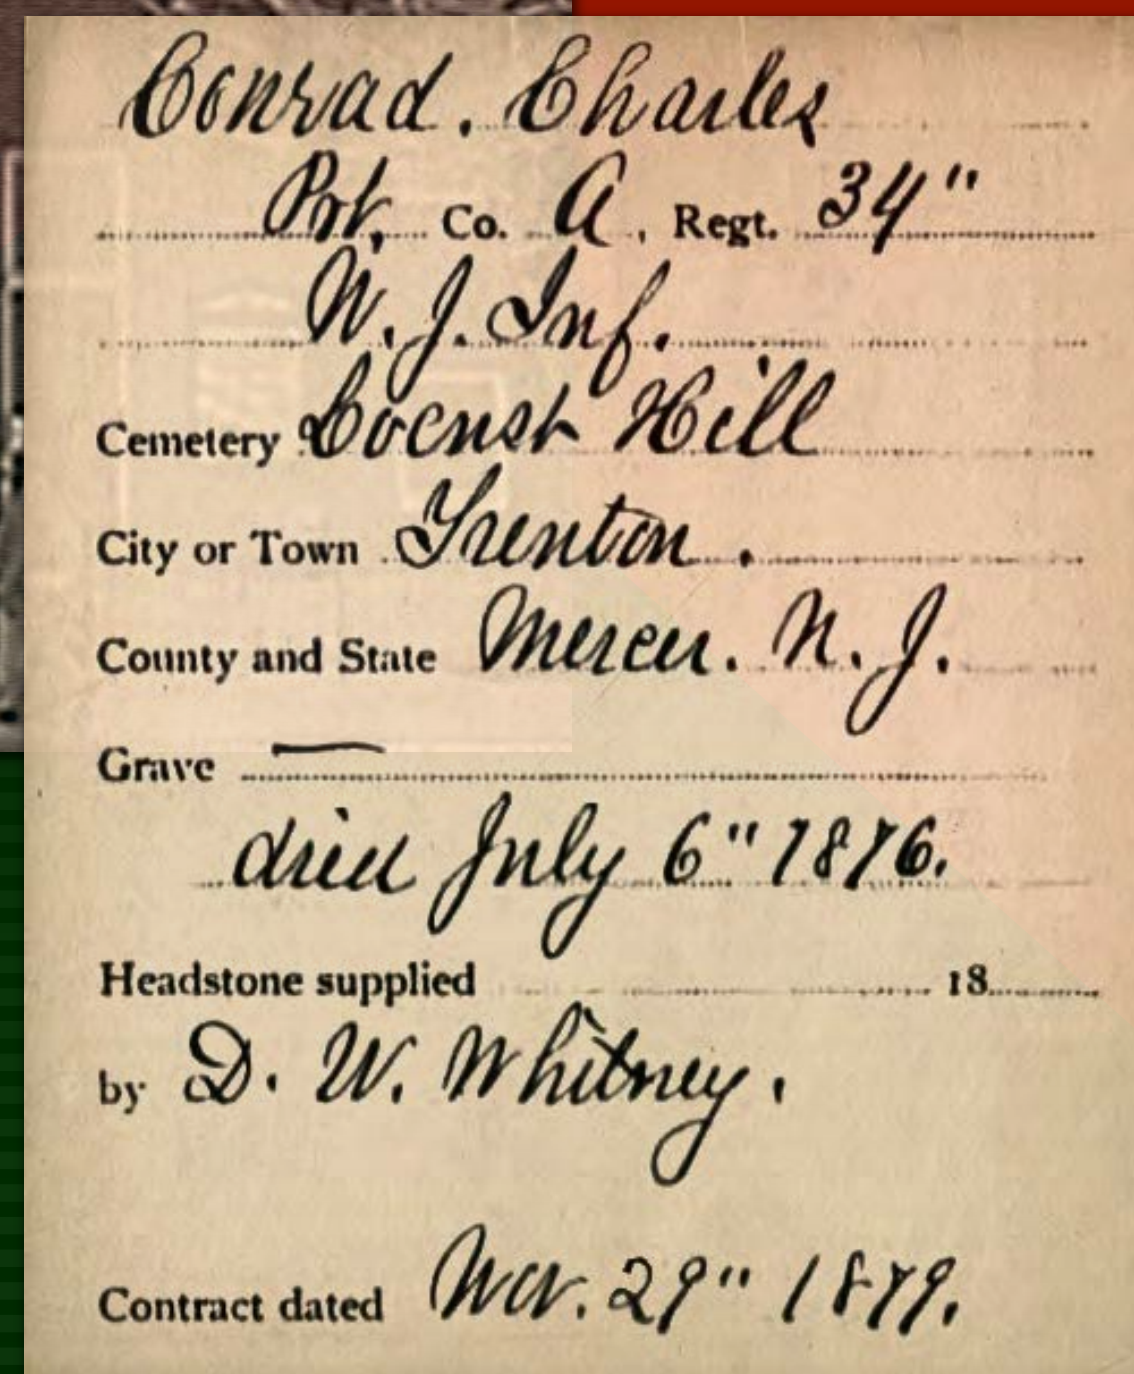 Conrad. Charles
Pvt, Co. A, Regt. 34"
N. J. Inf.
Cemetery Locust Hill
City or Town Trenton.
County and State Mercer. N. J.
Grave —
died July 6" 1876.
Headstone supplied 18
by D. W. Whitney.
Contract dated Nov. 29" 1879.